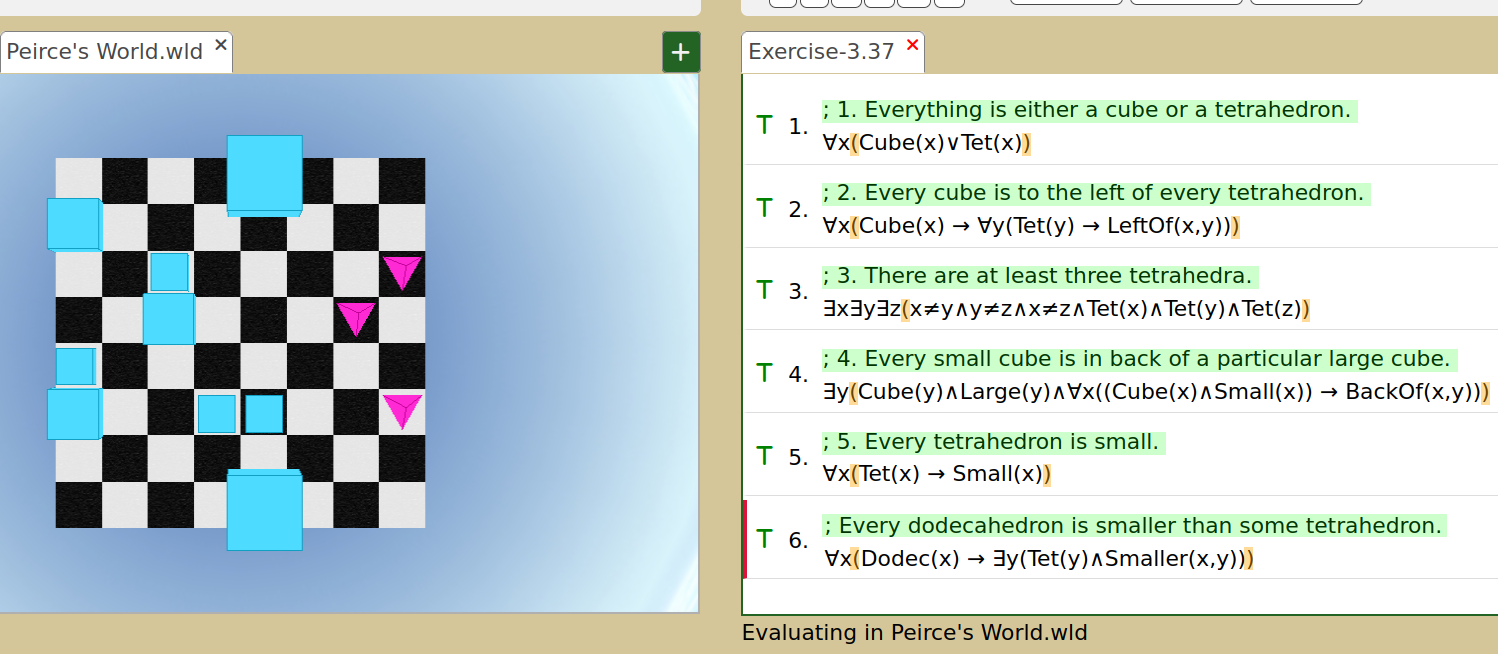 Peirce's World.wld ×
+
Exercise-3.37 ×
T 1. ; 1. Everything is either a cube or a tetrahedron.
∀x(Cube(x)∨Tet(x))
T 2. ; 2. Every cube is to the left of every tetrahedron.
∀x(Cube(x) → ∀y(Tet(y) → LeftOf(x,y)))
T 3. ; 3. There are at least three tetrahedra.
∃x∃y∃z(x≠y∧y≠z∧x≠z∧Tet(x)∧Tet(y)∧Tet(z))
T 4. ; 4. Every small cube is in back of a particular large cube.
∃y(Cube(y)∧Large(y)∧∀x((Cube(x)∧Small(x)) → BackOf(x,y)))
T 5. ; 5. Every tetrahedron is small.
∀x(Tet(x) → Small(x))
T 6. ; Every dodecahedron is smaller than some tetrahedron.
∀x(Dodec(x) → ∃y(Tet(y)∧Smaller(x,y)))
Evaluating in Peirce's World.wld